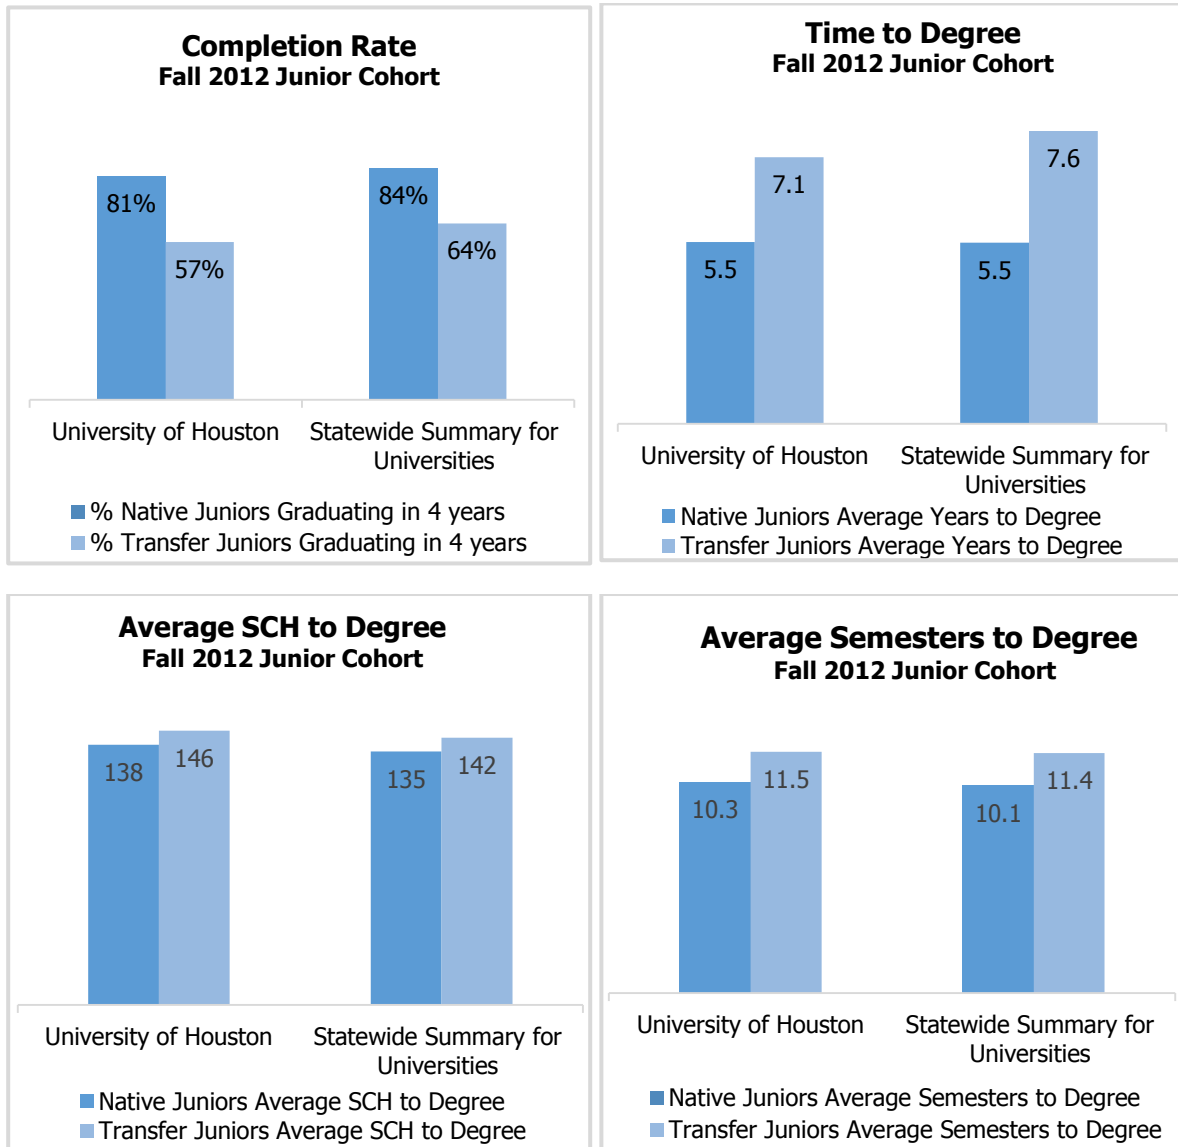 Completion Rate
Fall 2012 Junior Cohort
81%
57%
84%
64%
University of Houston
Statewide Summary for
Universities
% Native Juniors Graduating in 4 years
% Transfer Juniors Graduating in 4 years
Time to Degree
Fall 2012 Junior Cohort
5.5
7.1
5.5
7.6
University of Houston
Statewide Summary for
Universities
Native Juniors Average Years to Degree
Transfer Juniors Average Years to Degree
Average SCH to Degree
Fall 2012 Junior Cohort
138
146
135
142
University of Houston
Statewide Summary for
Universities
Native Juniors Average SCH to Degree
Transfer Juniors Average SCH to Degree
Average Semesters to Degree
Fall 2012 Junior Cohort
10.3
11.5
10.1
11.4
University of Houston
Statewide Summary for
Universities
Native Juniors Average Semesters to Degree
Transfer Juniors Average Semesters to Degree